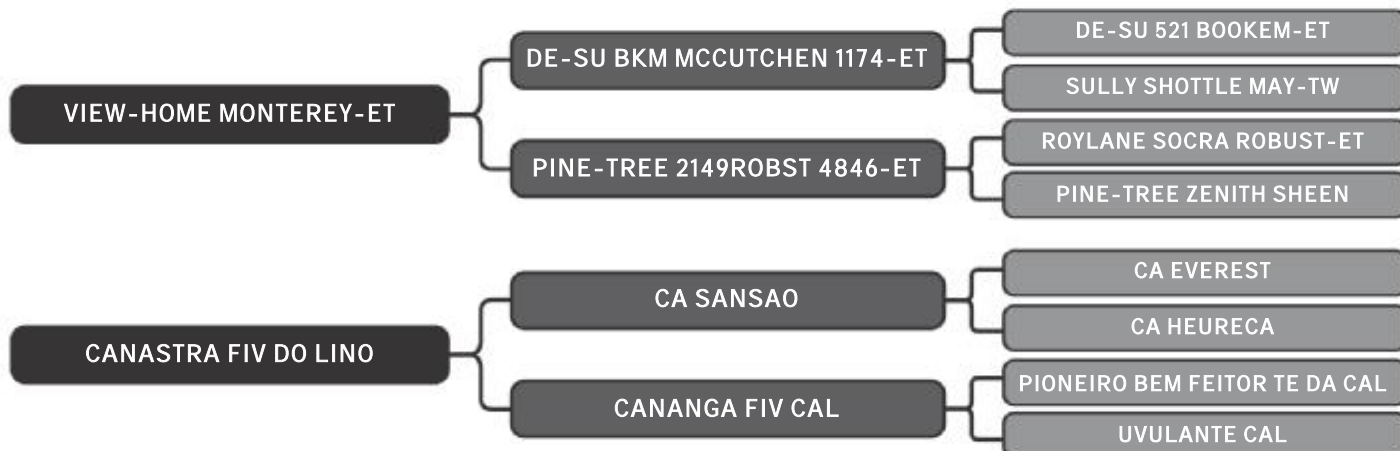 VIEW-HOME MONTEREY-ET
DE-SU BKM MCCUTCHEN 1174-ET
DE-SU 521 BOOKEM-ET
SULLY SHOTTLE MAY-TW
PINE-TREE 2149ROBST 4846-ET
ROYLANE SOCRA ROBUST-ET
PINE-TREE ZENITH SHEEN
CANASTRA FIV DO LINO
CA SANSAO
CA EVEREST
CA HEURECA
CANANGA FIV CAL
PIONEIRO BEM FEITOR TE DA CAL
UVULANTE CAL